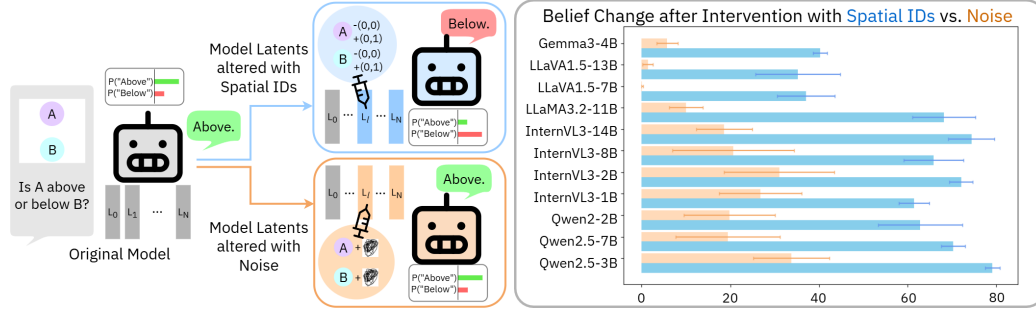 A
B
Is A above
or below B?
P("Above")
P("Below")
Above.
L0 L1 ... LN
Original Model
Model Latents
altered with
Spatial IDs
A -(0,0)
+(0,1)
B -(0,0)
+(0,1)
L0 ... Ll ... LN
Below.
P("Above")
P("Below")
Model Latents
altered with
Noise
L0 ... Ll ... LN
A +
B +
Above.
P("Above")
P("Below")
Belief Change after Intervention with Spatial IDs vs. Noise
Gemma3-4B
LLaVA1.5-13B
LLaVA1.5-7B
LLaMA3.2-11B
InternVL3-14B
InternVL3-8B
InternVL3-2B
InternVL3-1B
Qwen2-2B
Qwen2.5-7B
Qwen2.5-3B
0 20 40 60 80